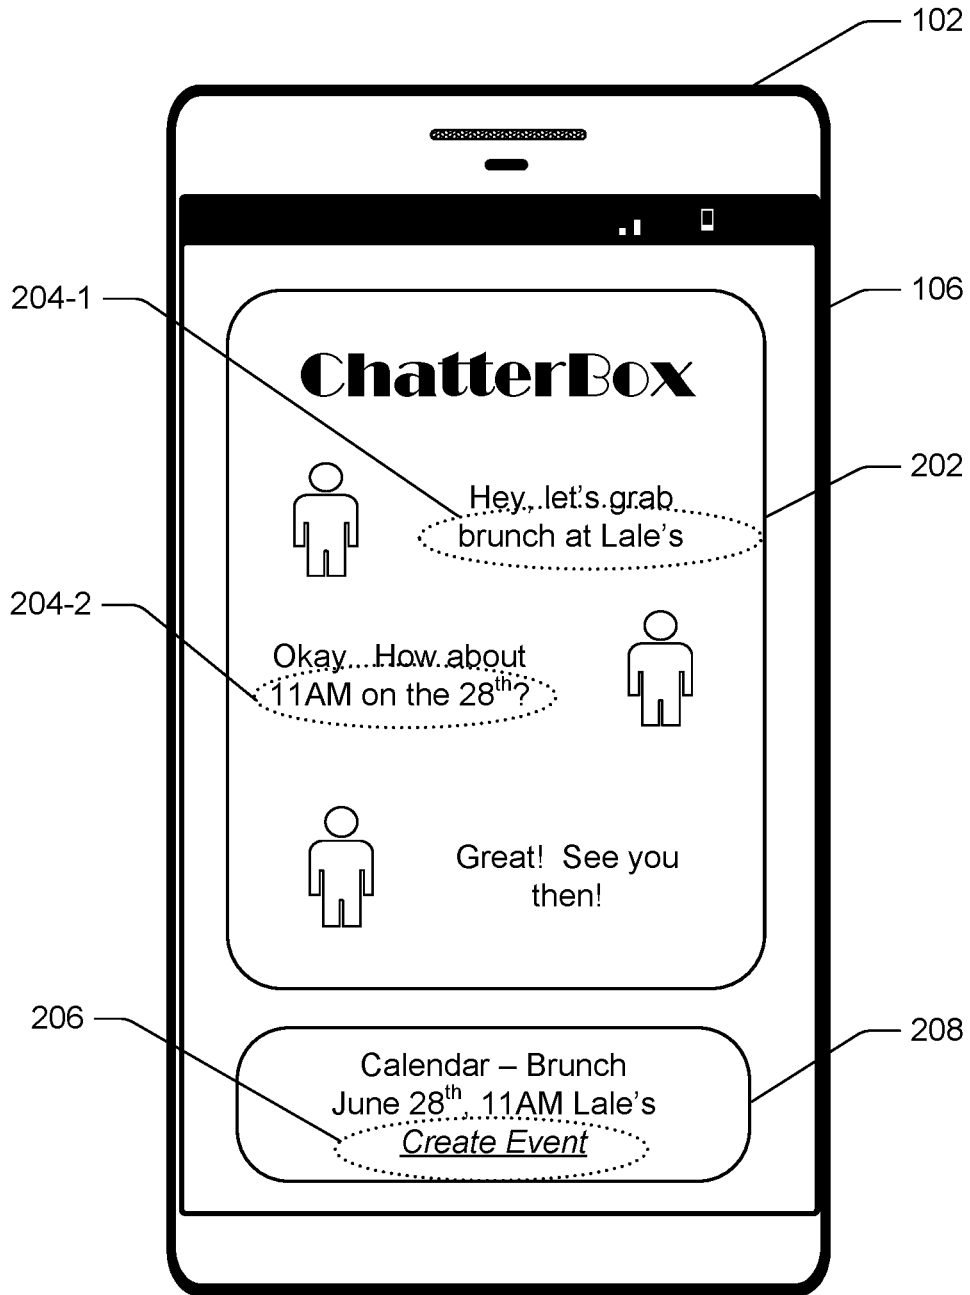 102
204-1
106
ChatterBox
202
Hey, let's grab
brunch at Lale's
204-2
Okay. How about
11AM on the 28th?
Great! See you
then!
206
208
Calendar – Brunch
June 28th, 11AM Lale's
Create Event